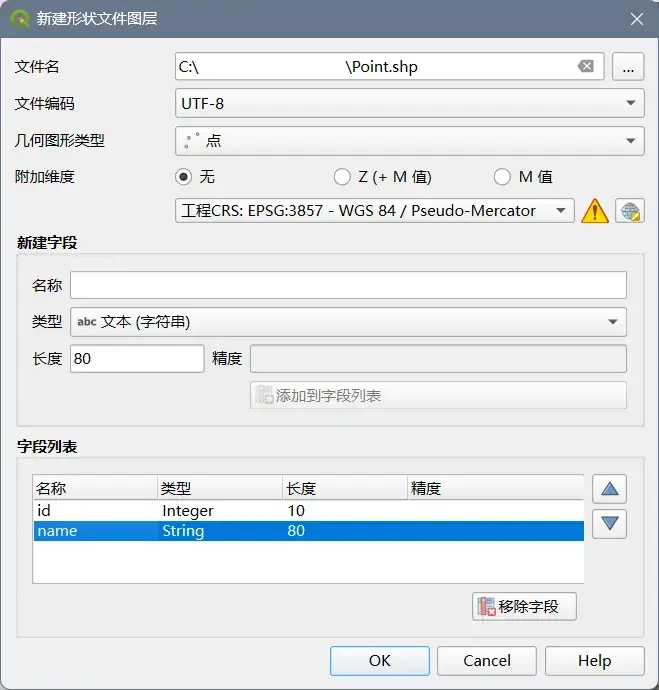 新建形状文件图层
文件名 C:\ \Point.shp ...
文件编码 UTF-8
几何图形类型 点
附加维度 无 Z (+ M 值) M 值
工程CRS: EPSG:3857 - WGS 84 / Pseudo-Mercator
新建字段
名称
类型 abc 文本 (字符串)
长度 80 精度
添加到字段列表
字段列表
名称 类型 长度 精度
id Integer 10
name String 80
移除字段
OK Cancel Help